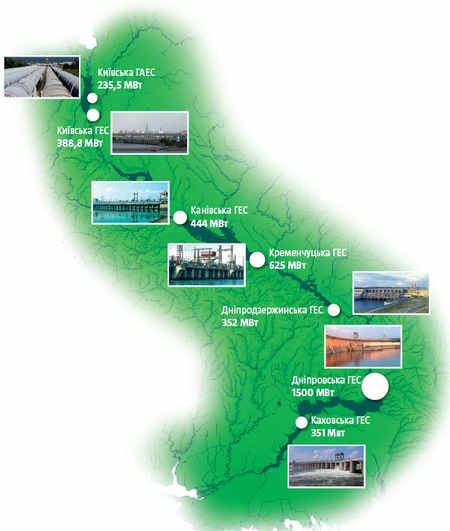 Київська ГАЕС
235,5 МВт
Київська ГЕС
388,8 МВт
Канівська ГЕС
444 МВт
Кременчуцька ГЕС
625 МВт
Дніпродзержинська ГЕС
352 МВт
Дніпровська ГЕС
1500 МВт
Каховська ГЕС
351 Мвт